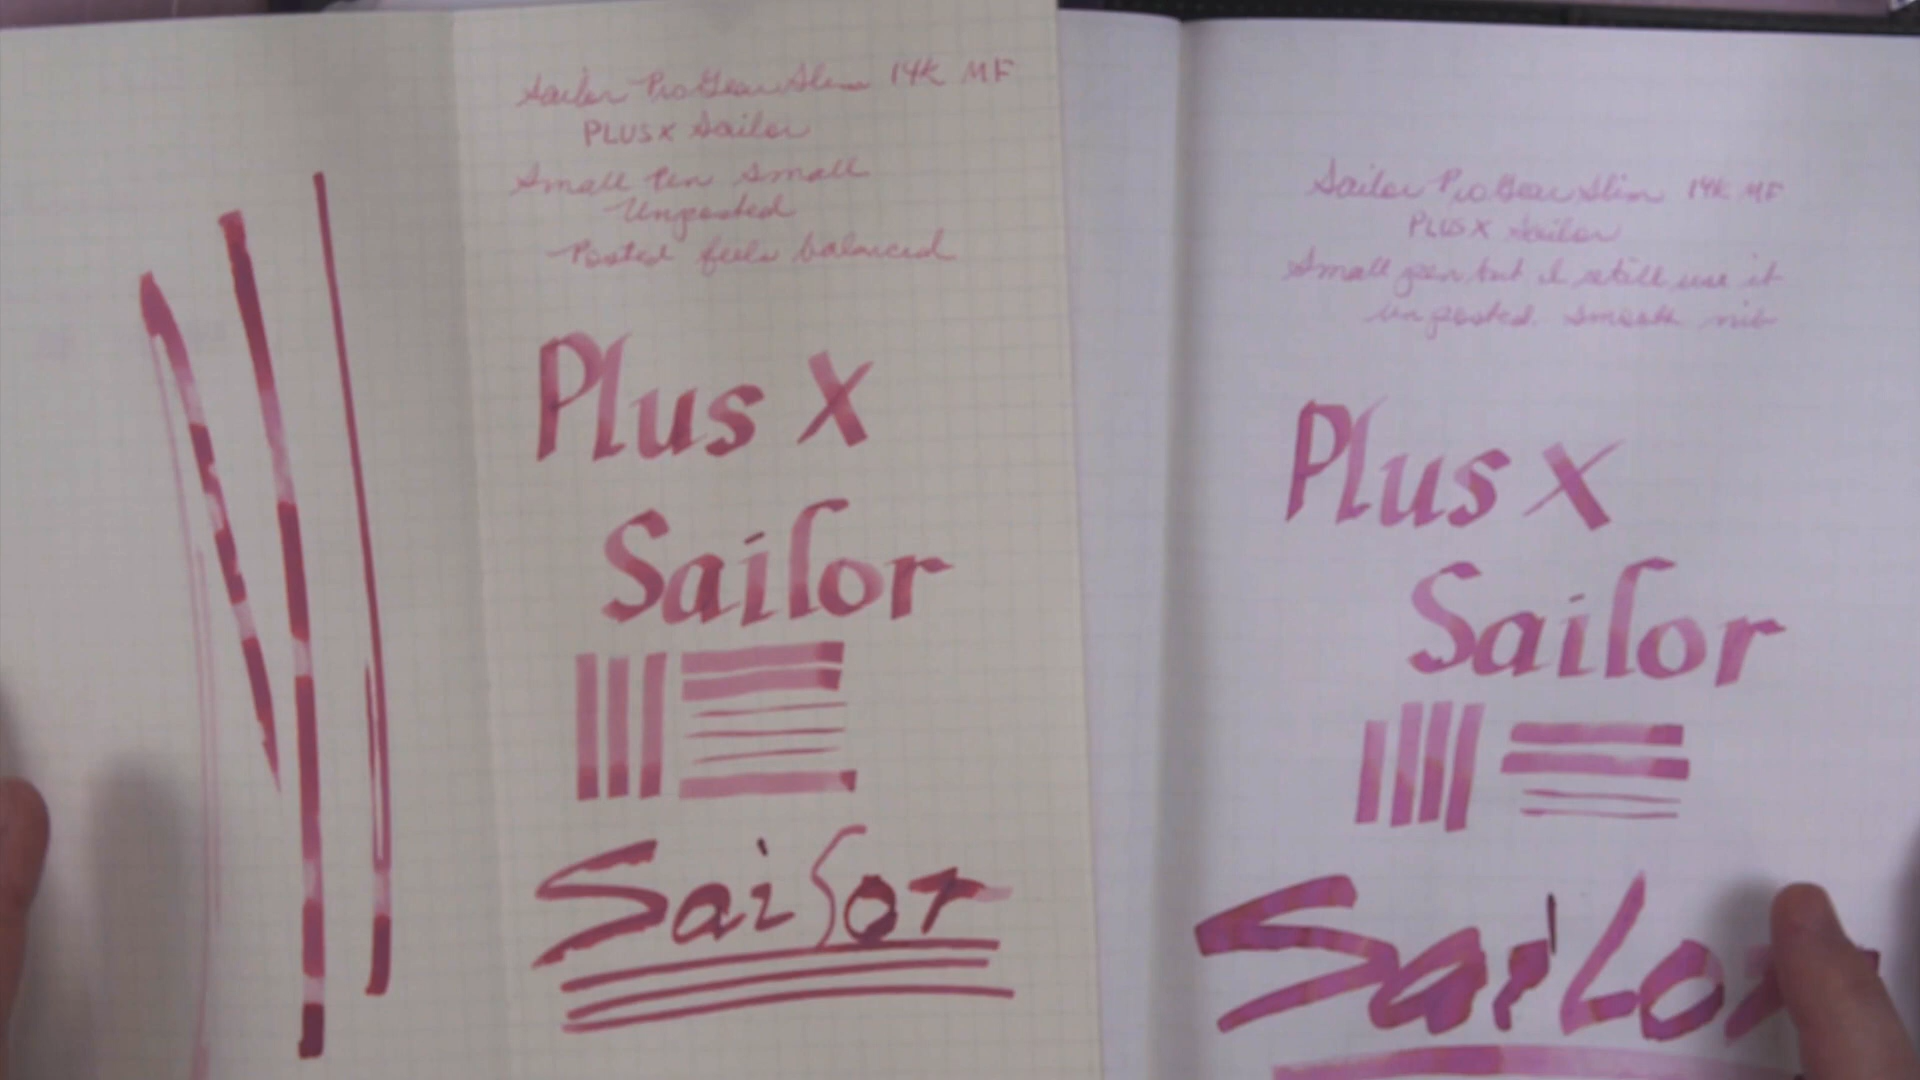 Sailor ProGear Slim 14k MF
PLUS X Sailor
Small Pen Small
Unposted
Posted feels balanced
Plus X
Sailor
Sailor
Sailor ProGear Slim 14k MF
PLUS X Sailor
Small pen but I still use it
unposted. Smooth nib
Plus X
Sailor
Sailor